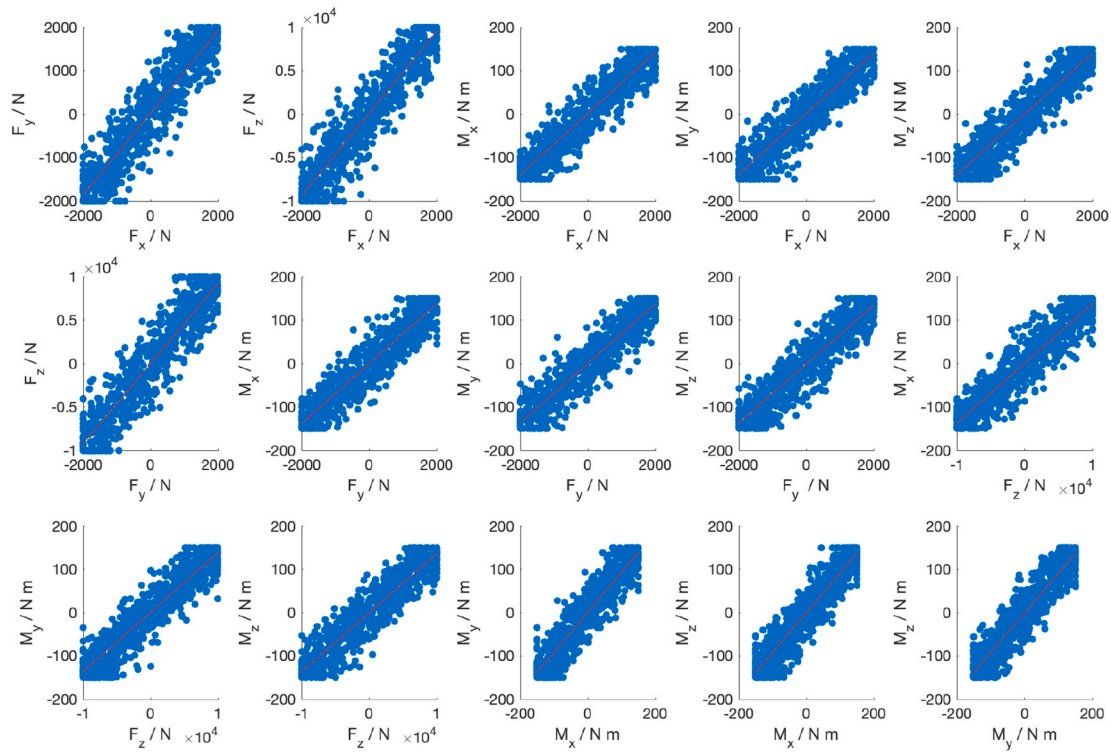 2000
1000
0
-1000
-2000
F_y / N
-2000 0 2000
F_x / N
× 10^4
1
0.5
0
-0.5
-1
F_z / N
-2000 0 2000
F_x / N
200
100
0
-100
-200
M_x / N m
-2000 0 2000
F_x / N
200
100
0
-100
-200
M_y / N m
-2000 0 2000
F_x / N
200
100
0
-100
-200
M_z / N M
-2000 0 2000
F_x / N
× 10^4
1
0.5
0
-0.5
-1
F_z / N
-2000 0 2000
F_y / N
200
100
0
-100
-200
M_x / N m
-2000 0 2000
F_y / N
200
100
0
-100
-200
M_y / N m
-2000 0 2000
F_y / N
200
100
0
-100
-200
M_z / N m
-2000 0 2000
F_y / N
200
100
0
-100
-200
M_x / N m
-1 0 1
F_z / N × 10^4
200
100
0
-100
-200
M_y / N m
-1 0 1
F_z / N × 10^4
200
100
0
-100
-200
M_z / N m
-1 0 1
F_z / N × 10^4
200
100
0
-100
-200
M_y / N m
-200 0 200
M_x / N m
200
100
0
-100
-200
M_z / N m
-200 0 200
M_x / N m
200
100
0
-100
-200
M_z / N m
-200 0 200
M_y / N m